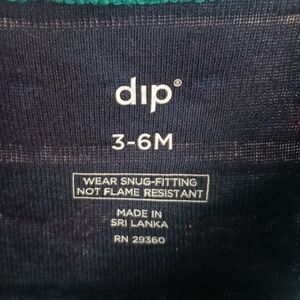 dip®
3-6M
WEAR SNUG-FITTING
NOT FLAME RESISTANT
MADE IN
SRI LANKA
RN 29360